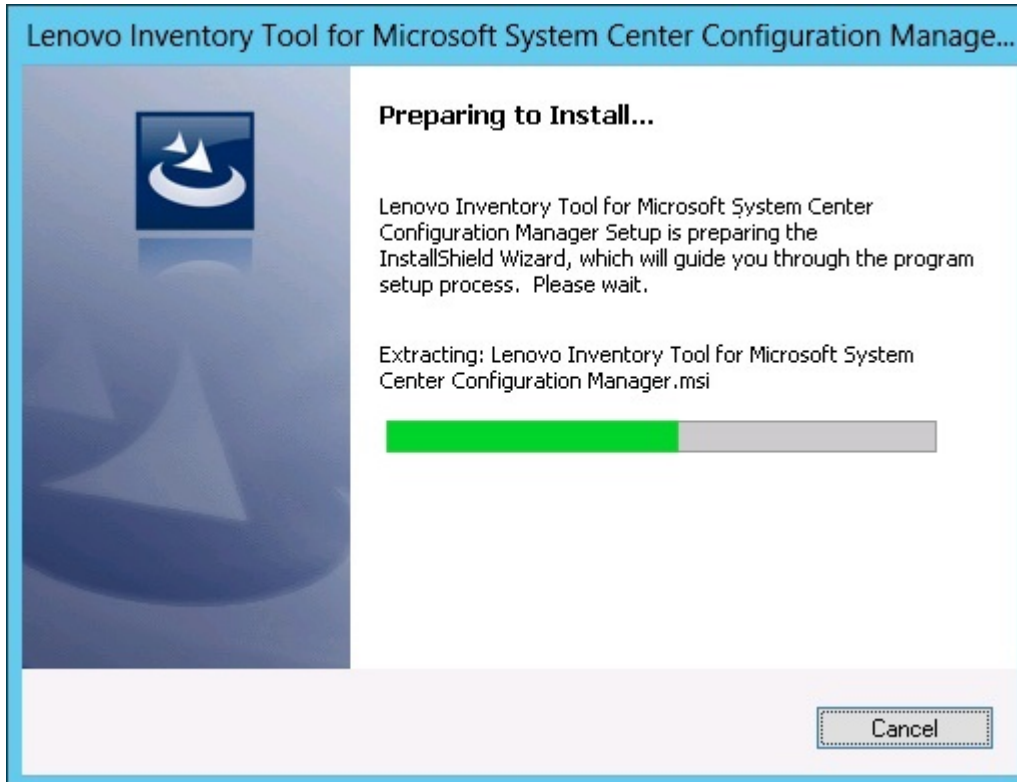 Lenovo Inventory Tool for Microsoft System Center Configuration Manage...
Preparing to Install...
Lenovo Inventory Tool for Microsoft System Center
Configuration Manager Setup is preparing the
InstallShield Wizard, which will guide you through the program
setup process.  Please wait.
Extracting: Lenovo Inventory Tool for Microsoft System
Center Configuration Manager.msi
Cancel